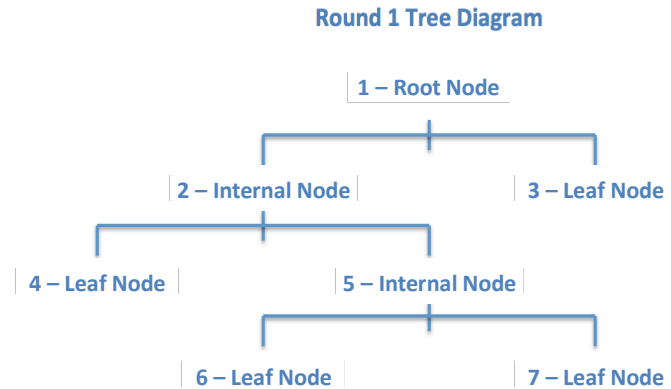 Round 1 Tree Diagram
1 – Root Node
2 – Internal Node
3 – Leaf Node
4 – Leaf Node
5 – Internal Node
6 – Leaf Node
7 – Leaf Node